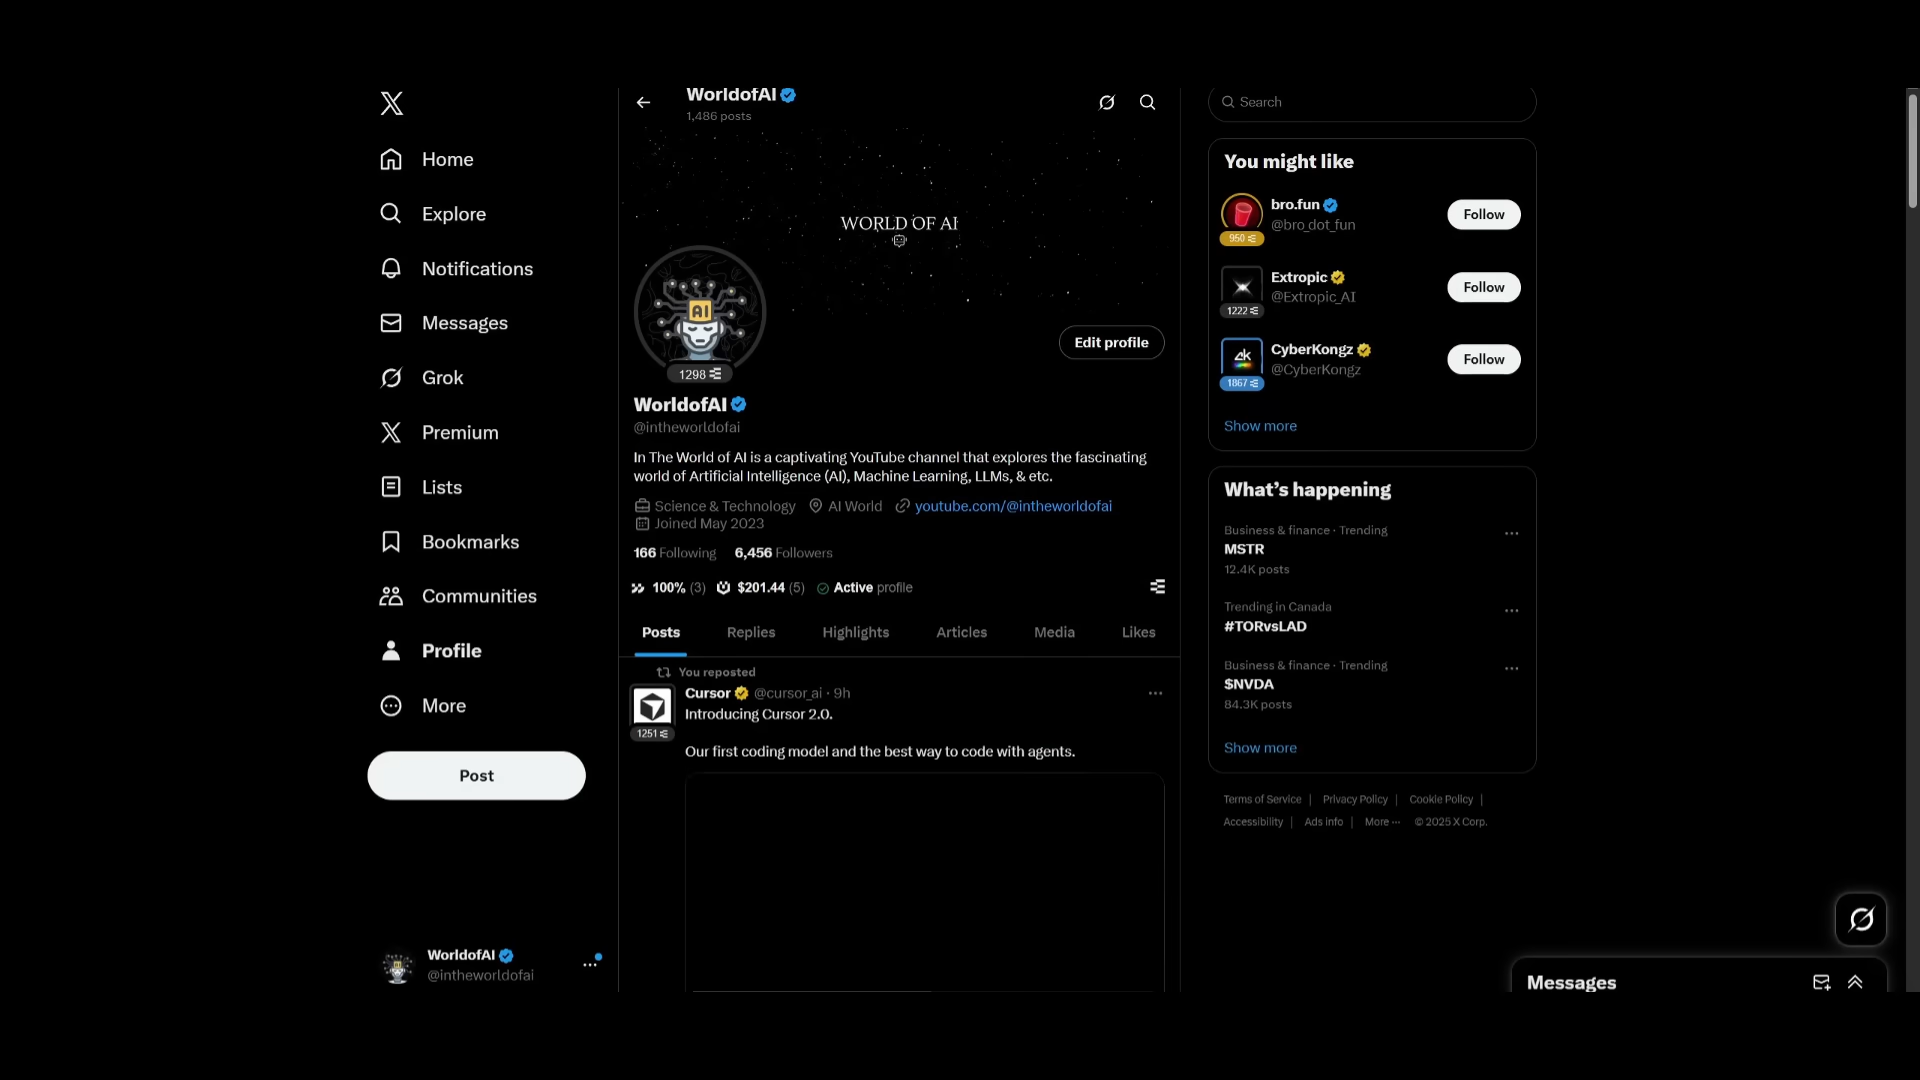 Home
Explore
Notifications
Messages
Grok
Premium
Lists
Bookmarks
Communities
Profile
More
Post
WorldofAI
@intheworldofai
WorldofAI
1,486 posts
WORLD OF AI
AI
1298
Edit profile
WorldofAI
@intheworldofai
In The World of AI is a captivating YouTube channel that explores the fascinating
world of Artificial Intelligence (AI), Machine Learning, LLMs, & etc.
Science & Technology AI World youtube.com/@intheworldofai
Joined May 2023
166 Following 6,456 Followers
100% (3) $201.44 (5) Active profile
Posts Replies Highlights Articles Media Likes
You reposted
Cursor @cursor_ai · 9h
1251
Introducing Cursor 2.0.
Our first coding model and the best way to code with agents.
Search
You might like
bro.fun
@bro_dot_fun
950
Follow
Extropic
@Extropic_AI
1222
Follow
CyberKongz
@CyberKongz
1867
Follow
Show more
What's happening
Business & finance · Trending
MSTR
12.4K posts
Trending in Canada
#TORvsLAD
Business & finance · Trending
$NVDA
84.3K posts
Show more
Terms of Service | Privacy Policy | Cookie Policy |
Accessibility | Ads info | More ··· © 2025 X Corp.
Messages